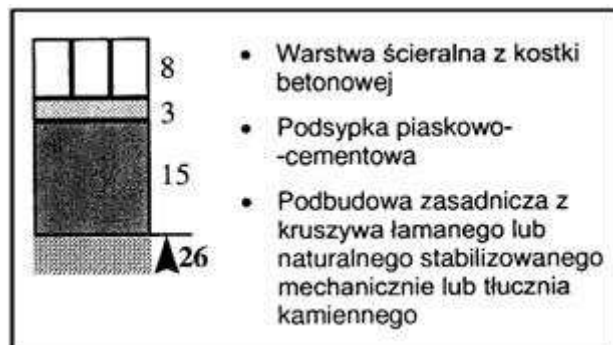 8
3
15
26
• Warstwa ścieralna z kostki
betonowej
• Podsypka piaskowo-
-cementowa
• Podbudowa zasadnicza z
kruszywa łamanego lub
naturalnego stabilizowanego
mechanicznie lub tłucznia
kamiennego